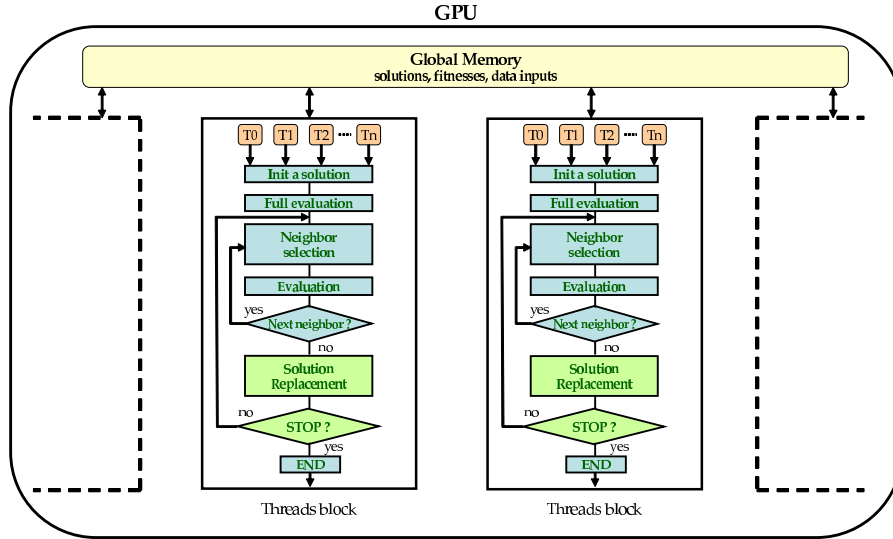 GPU
Global Memory
solutions, fitnesses, data inputs
T0 T1 T2 Tn
Init a solution
Full evaluation
Neighbor
selection
Evaluation
yes
Next neighbor ?
no
Solution
Replacement
no
STOP ?
yes
END
Threads block
T0 T1 T2 Tn
Init a solution
Full evaluation
Neighbor
selection
Evaluation
yes
Next neighbor ?
no
Solution
Replacement
no
STOP ?
yes
END
Threads block